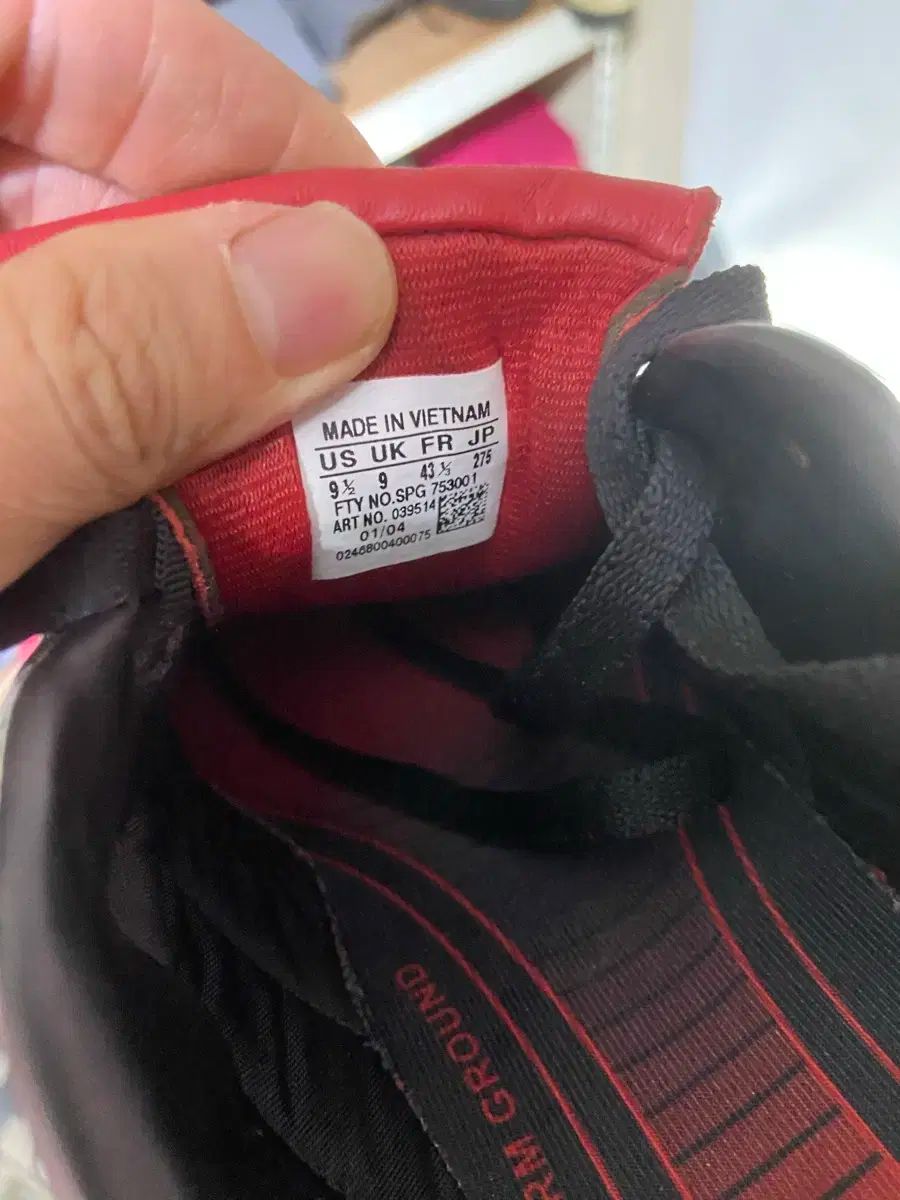 MADE IN VIETNAM
US UK FR JP
9½ 9 43⅓ 275
FTY NO.SPG 753001
ART NO. 039514
01/04
0246800400075
RM GROUND